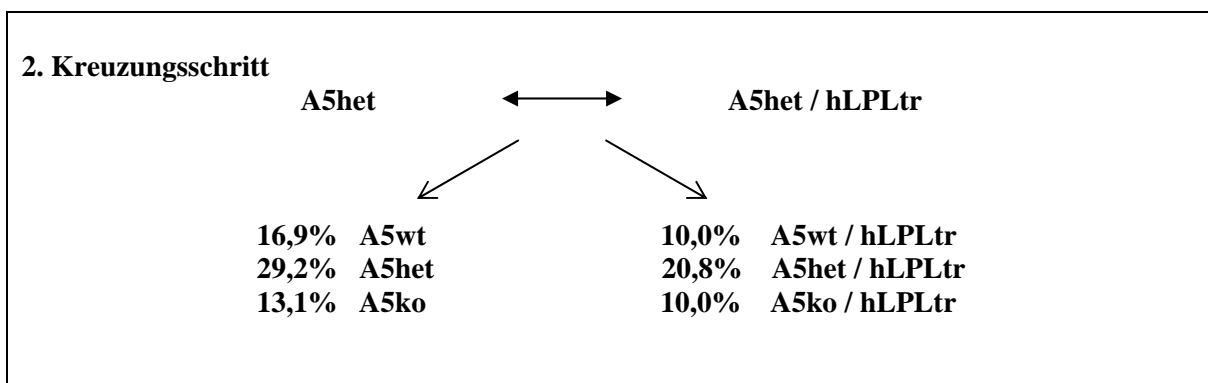 2. Kreuzungsschritt
A5het A5het / hLPLtr
16,9% A5wt 10,0% A5wt / hLPLtr
29,2% A5het 20,8% A5het / hLPLtr
13,1% A5ko 10,0% A5ko / hLPLtr